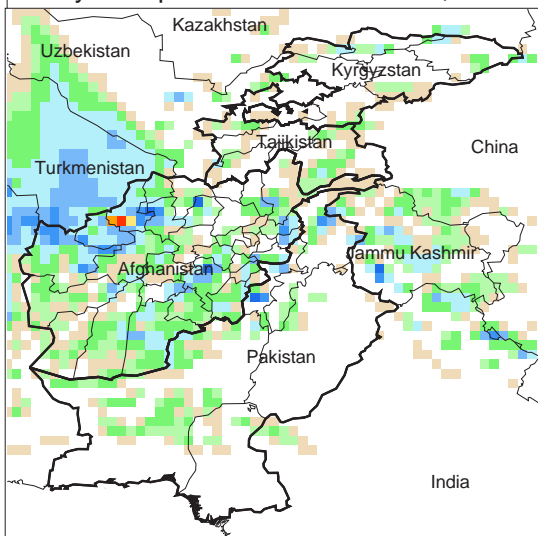 Kazakhstan
Uzbekistan
Kyrgyzstan
Tajikistan
China
Turkmenistan
Jammu Kashmir
Afghanistan
Pakistan
India